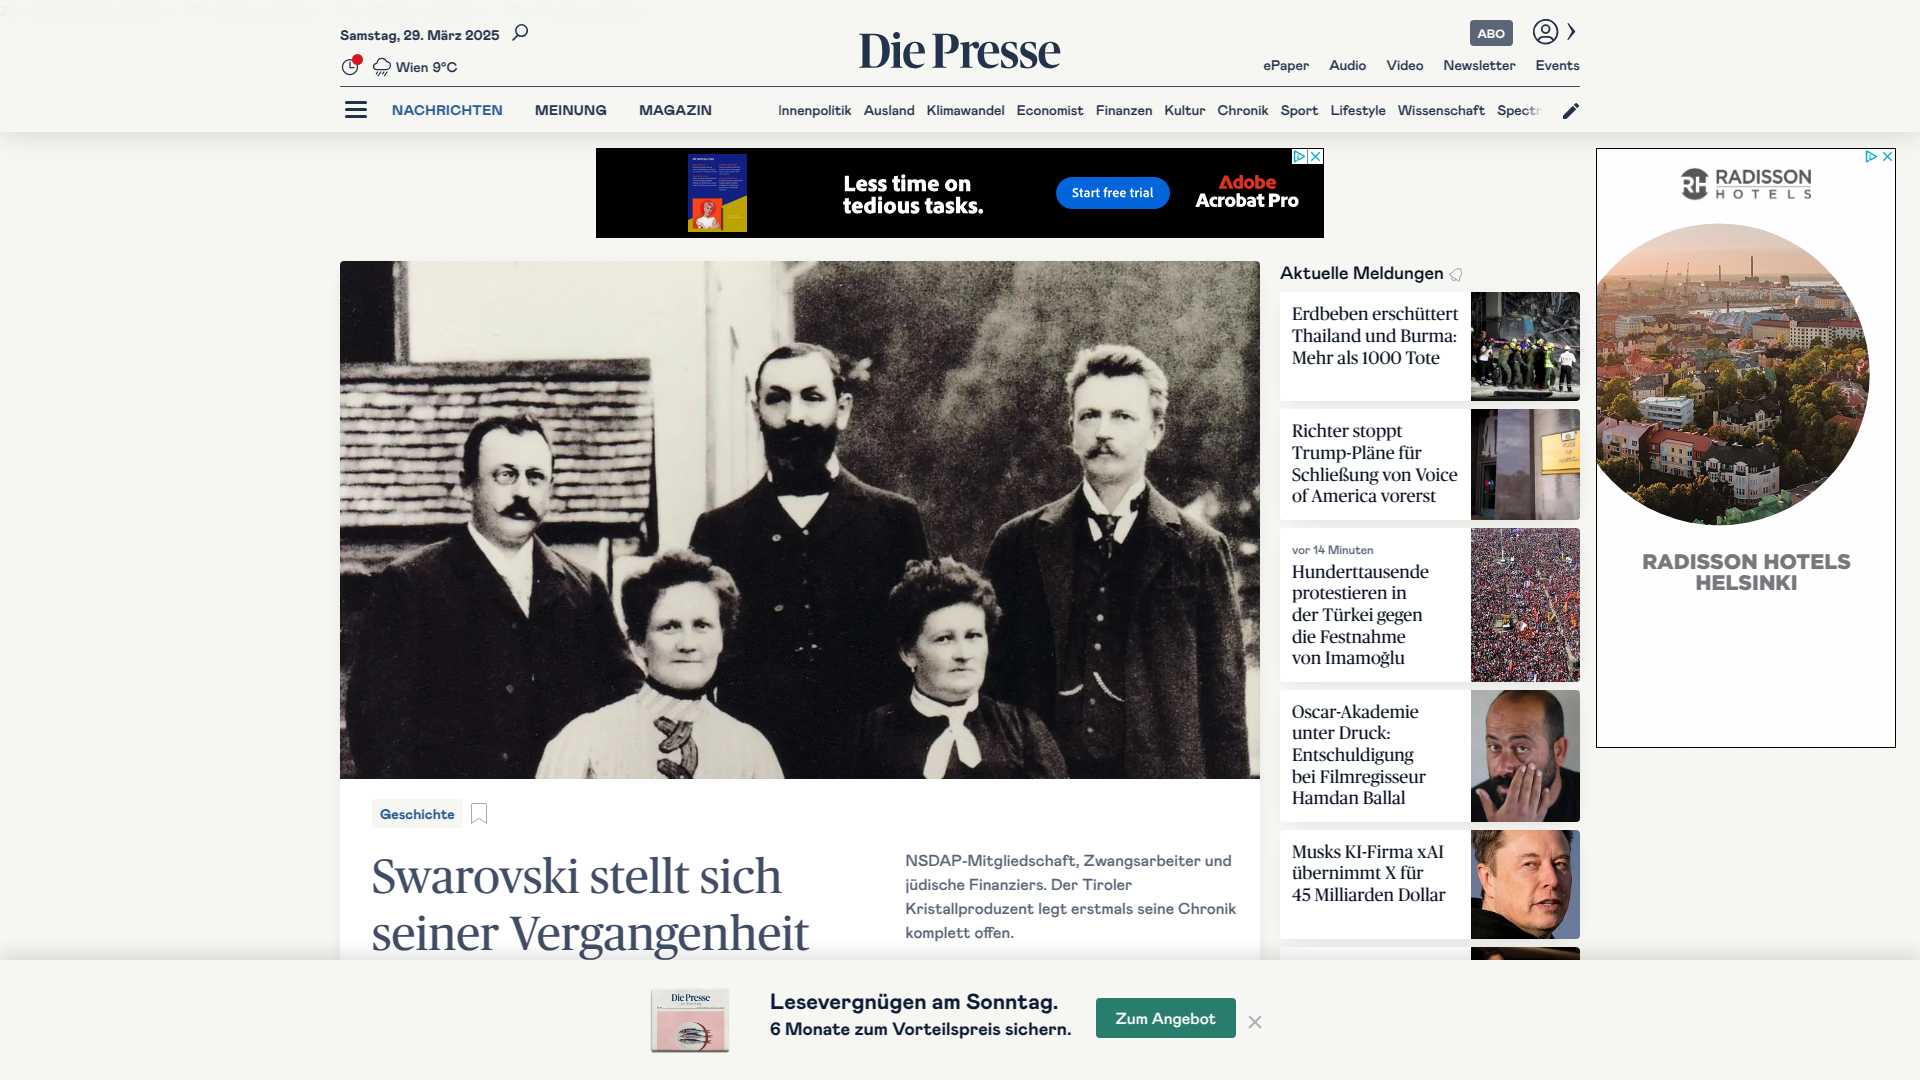 Samstag, 29. März 2025
Wien 9°C
Die Presse
ABO
ePaper Audio Video Newsletter Events
NACHRICHTEN MEINUNG MAGAZIN
Innenpolitik Ausland Klimawandel Economist Finanzen Kultur Chronik Sport Lifestyle Wissenschaft Spectr
Less time on
tedious tasks.
Start free trial
Adobe
Acrobat Pro
RH RADISSON
HOTELS
RADISSON HOTELS
HELSINKI
Geschichte
Swarovski stellt sich
seiner Vergangenheit
NSDAP-Mitgliedschaft, Zwangsarbeiter und
jüdische Finanziers. Der Tiroler
Kristallproduzent legt erstmals seine Chronik
komplett offen.
Aktuelle Meldungen
Erdbeben erschüttert
Thailand und Burma:
Mehr als 1000 Tote
Richter stoppt
Trump-Pläne für
Schließung von Voice
of America vorerst
vor 14 Minuten
Hunderttausende
protestieren in
der Türkei gegen
die Festnahme
von Imamoğlu
Oscar-Akademie
unter Druck:
Entschuldigung
bei Filmregisseur
Hamdan Ballal
Musks KI-Firma xAI
übernimmt X für
45 Milliarden Dollar
Die Presse
Lesevergnügen am Sonntag.
6 Monate zum Vorteilspreis sichern.
Zum Angebot